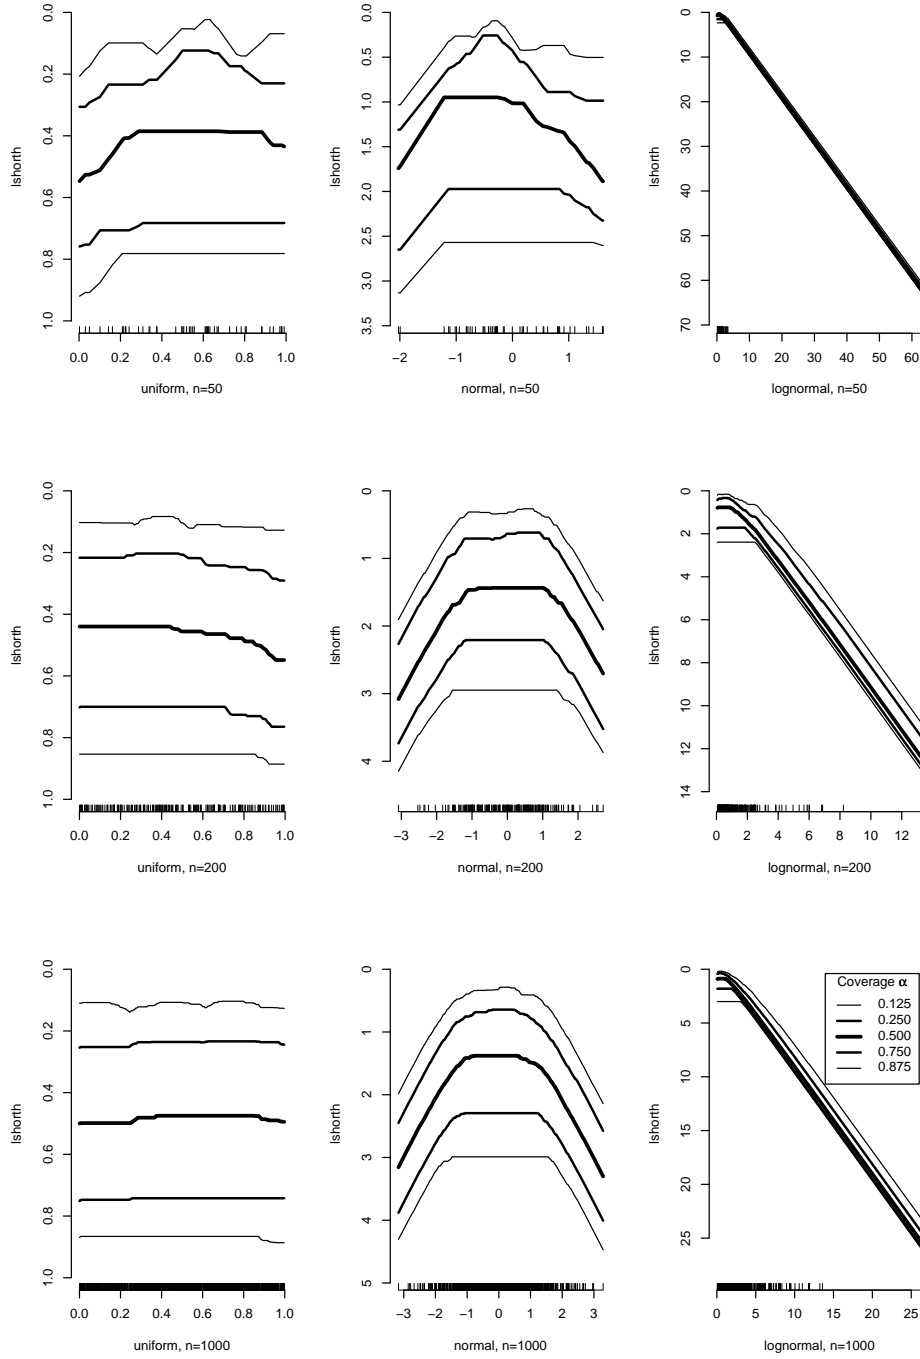 0.0 0.2 0.4 0.6 0.8 1.0
lshorth
0.0 0.2 0.4 0.6 0.8 1.0
uniform, n=50
0.0 0.5 1.0 1.5 2.0 2.5 3.0 3.5
lshorth
−2 −1 0 1
normal, n=50
0 10 20 30 40 50 60 70
lshorth
0 10 20 30 40 50 60
lognormal, n=50
0.0 0.2 0.4 0.6 0.8 1.0
lshorth
0.0 0.2 0.4 0.6 0.8 1.0
uniform, n=200
0 1 2 3 4
lshorth
−3 −2 −1 0 1 2
normal, n=200
0 2 4 6 8 10 12 14
lshorth
0 2 4 6 8 10 12
lognormal, n=200
0.0 0.2 0.4 0.6 0.8 1.0
lshorth
0.0 0.2 0.4 0.6 0.8 1.0
uniform, n=1000
0 1 2 3 4 5
lshorth
−3 −2 −1 0 1 2 3
normal, n=1000
0 5 10 15 20 25
lshorth
Coverage α
0.125
0.250
0.500
0.750
0.875
0 5 10 15 20 25
lognormal, n=1000